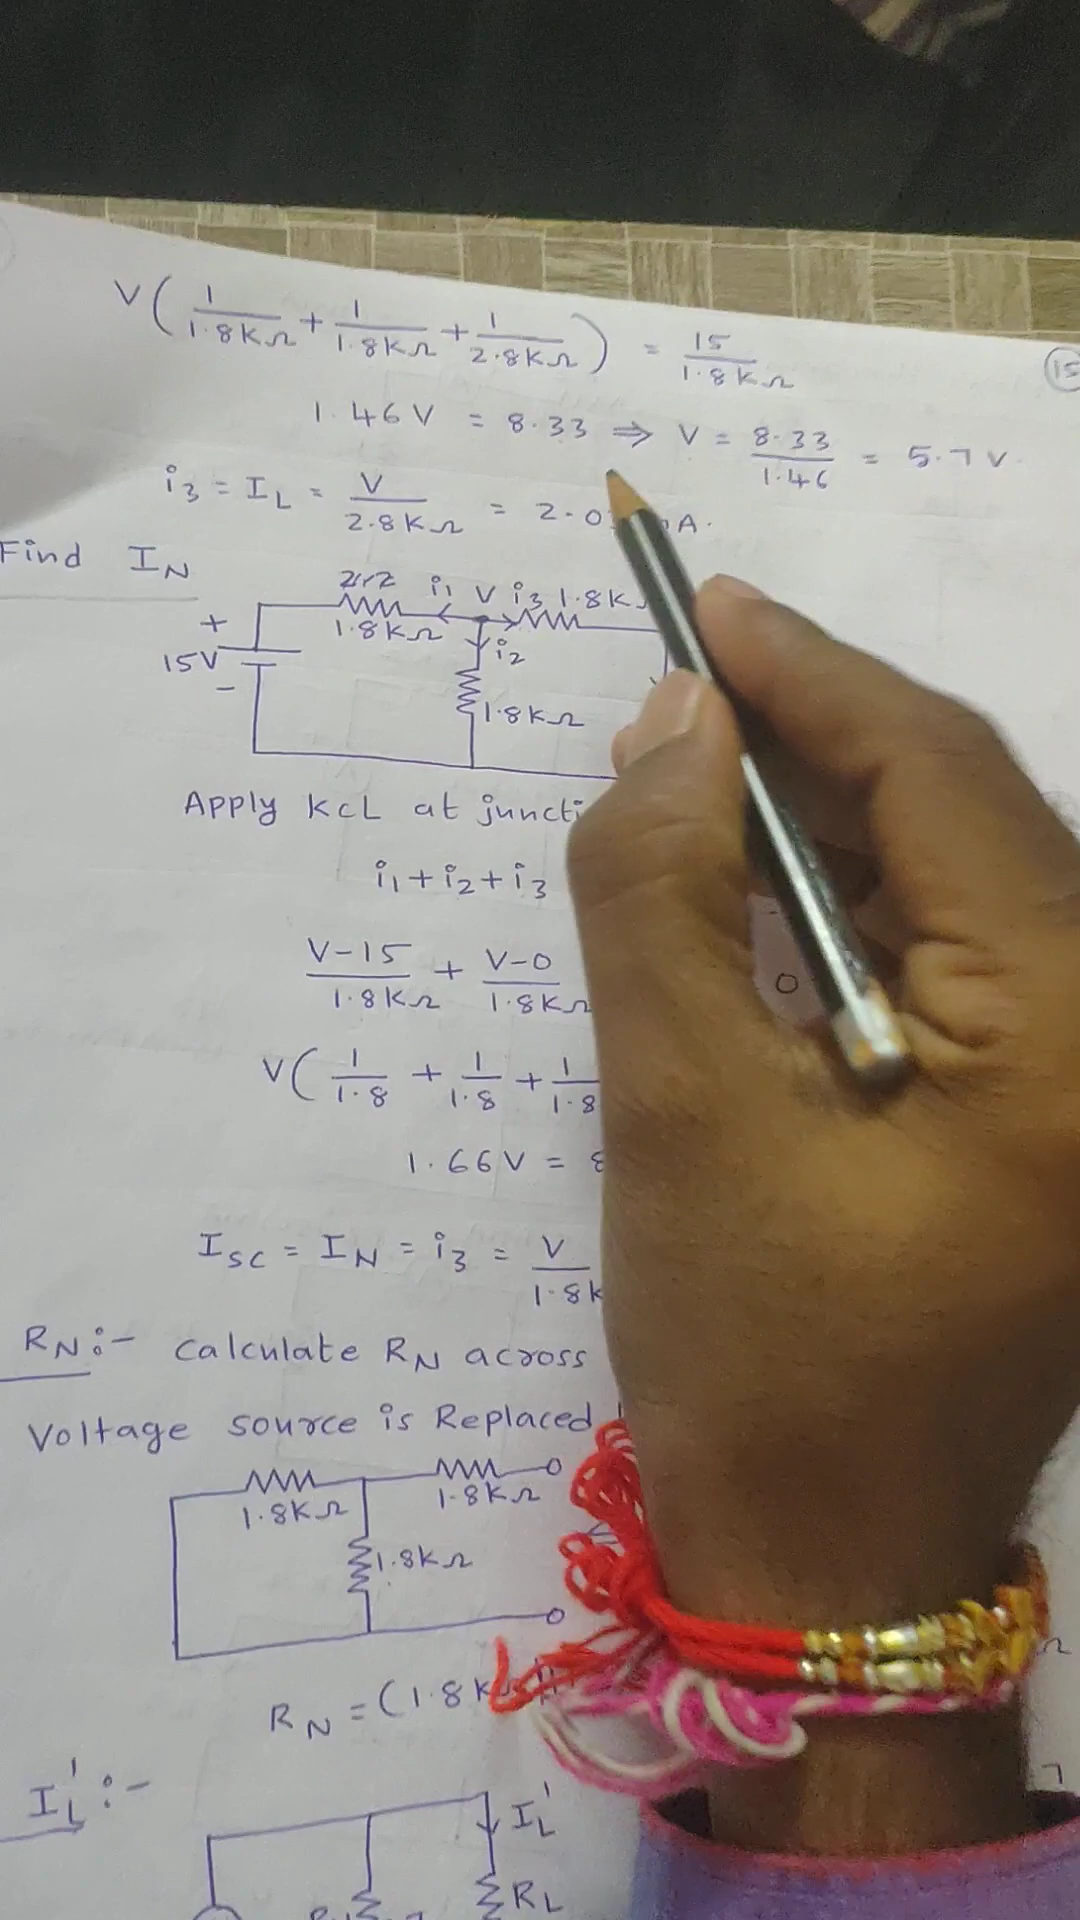 V(1/1.8KΩ + 1/1.8KΩ + 1/2.8KΩ) = 15/1.8KΩ
15
1.46V = 8.33 ⇒ V = 8.33/1.46 = 5.7 V.
i3 = IL = V/2.8KΩ = 2.0 A.
Find IN
i1 V i3 1.8K
+ 1.8KΩ
15V i2
-
1.8KΩ
Apply KCL at
i1+i2+i3
V-15/1.8KΩ + V-0/1.8KΩ
0
V(1/1.8 + 1/1.8 + 1/1.8
1.66V =
ISC = IN = i3 = V/1.8K
RN:- Calculate RN across
Voltage source is Replaced
1.8KΩ 1.8KΩ
1.8KΩ
RN = (1.8K
IL':-
IL'
RL